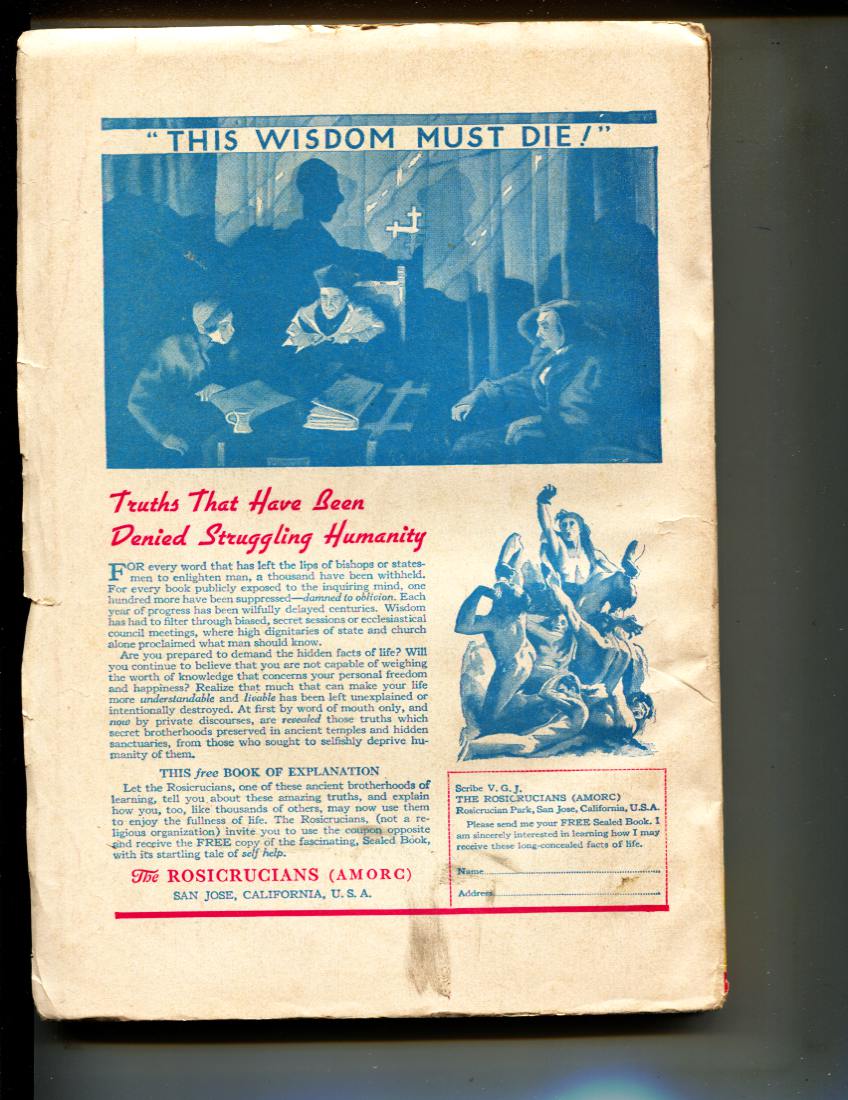 "THIS WISDOM MUST DIE!"
Truths That Have Been
Denied Struggling Humanity
FOR every word that has left the lips of bishops or states-
men to enlighten man, a thousand have been withheld.
For every book publicly exposed to the inquiring mind, one
hundred more have been suppressed—damned to oblivion. Each
year of progress has been wilfully delayed centuries. Wisdom
has had to filter through biased, secret sessions or ecclesiastical
council meetings, where high dignitaries of state and church
alone proclaimed what man should know.
Are you prepared to demand the hidden facts of life? Will
you continue to believe that you are not capable of weighing
the worth of knowledge that concerns your personal freedom
and happiness? Realize that much that can make your life
more understandable and livable has been left unexplained or
intentionally destroyed. At first by word of mouth only, and
now by private discourses, are revealed those truths which
secret brotherhoods preserved in ancient temples and hidden
sanctuaries, from those who sought to selfishly deprive hu-
manity of them.
THIS free BOOK OF EXPLANATION
Let the Rosicrucians, one of these ancient brotherhoods of
learning, tell you about these amazing truths, and explain
how you, too, like thousands of others, may now use them
to enjoy the fullness of life. The Rosicrucians, (not a re-
ligious organization) invite you to use the coupon opposite
and receive the FREE copy of the fascinating, Sealed Book,
with its startling tale of self help.
The ROSICRUCIANS (AMORC)
SAN JOSE, CALIFORNIA, U. S. A.
Scribe V. G. J.
THE ROSICRUCIANS (AMORC)
Rosicrucian Park, San Jose, California, U.S.A.
Please send me your FREE Sealed Book. I
am sincerely interested in learning how I may
receive these long-concealed facts of life.
Name
Address